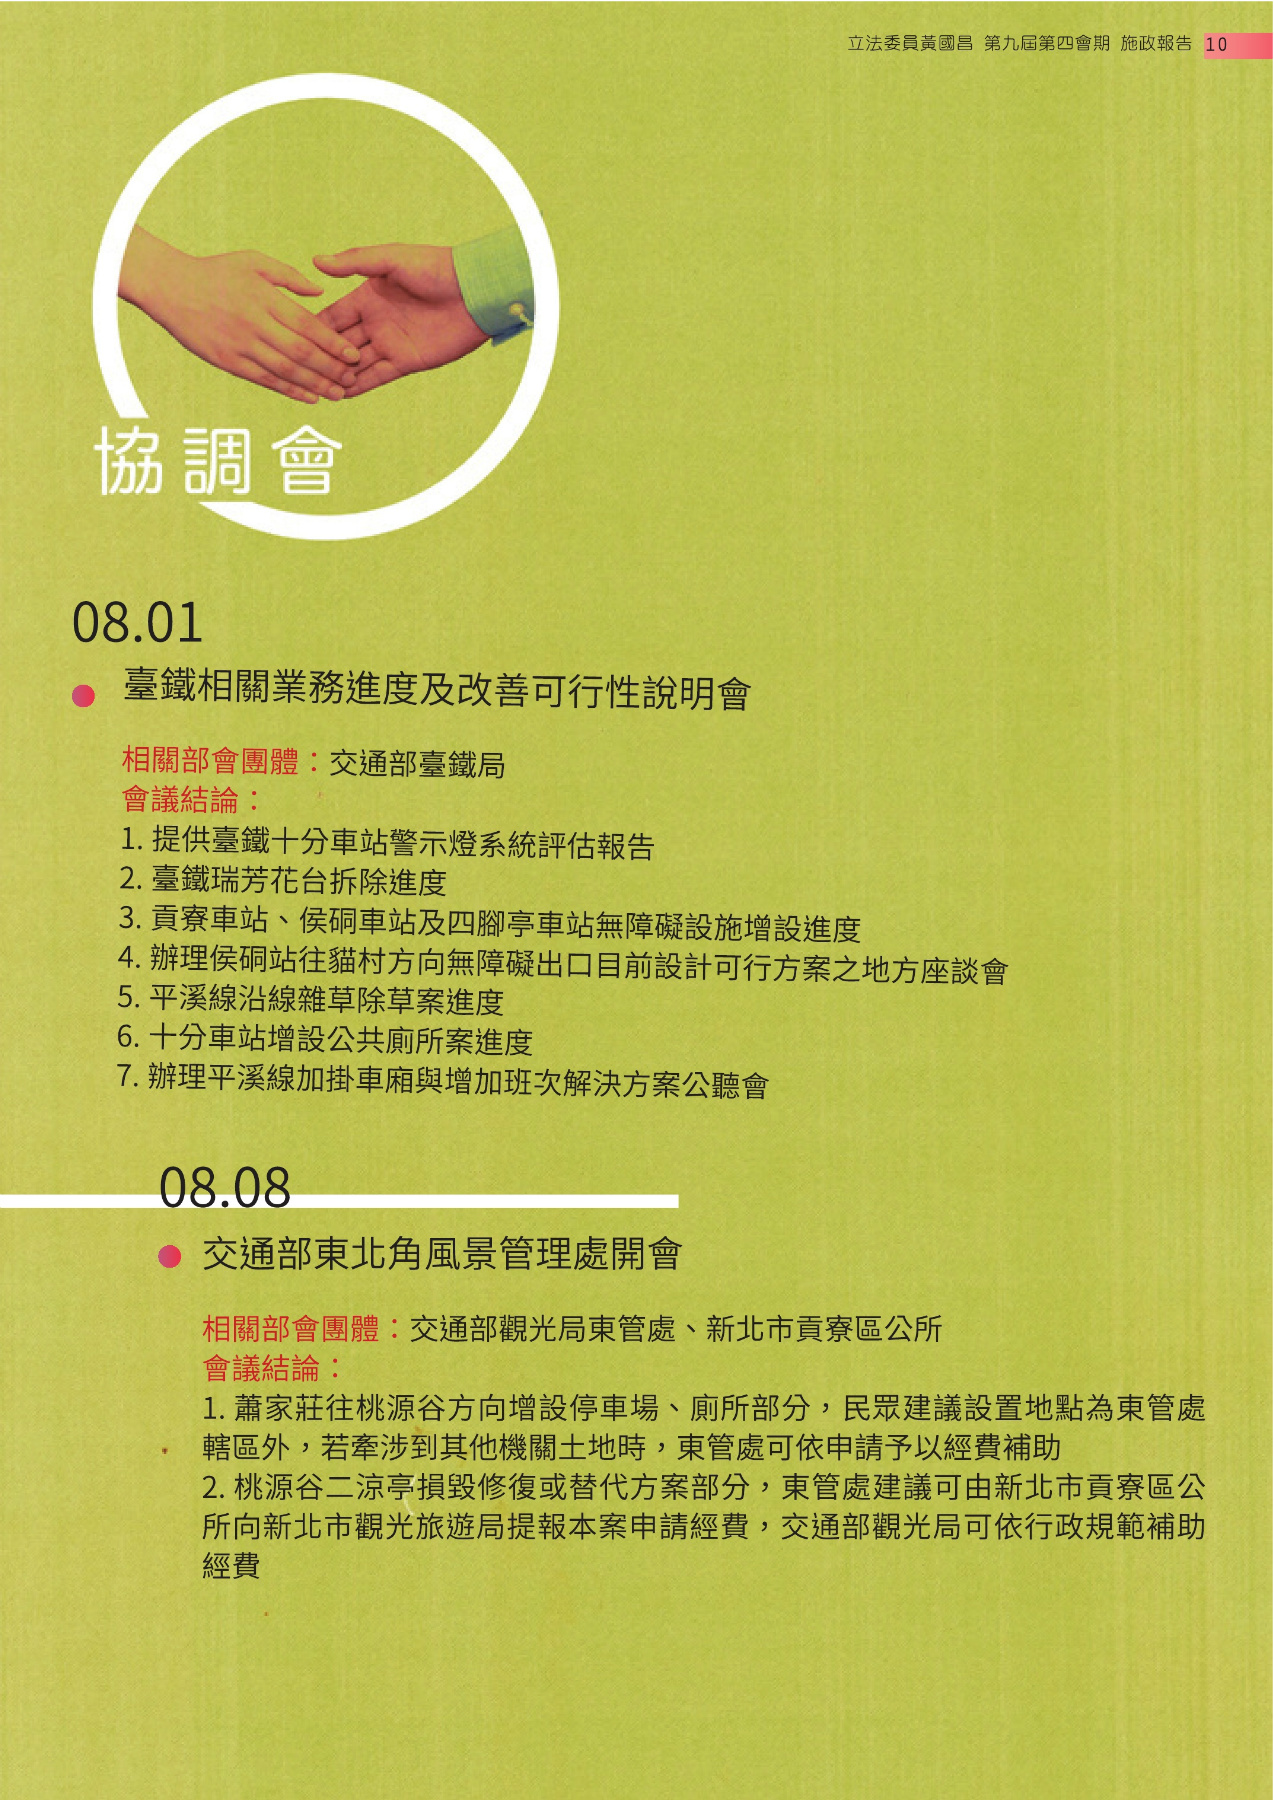 立法委員黃國昌 第九屆第四會期 施政報告 10
協調會
08.01
臺鐵相關業務進度及改善可行性說明會
相關部會團體：交通部臺鐵局
會議結論：
1. 提供臺鐵十分車站警示燈系統評估報告
2. 臺鐵瑞芳花台拆除進度
3. 貢寮車站、侯硐車站及四腳亭車站無障礙設施增設進度
4. 辦理侯硐站往貓村方向無障礙出口目前設計可行方案之地方座談會
5. 平溪線沿線雜草除草案進度
6. 十分車站增設公共廁所案進度
7. 辦理平溪線加掛車廂與增加班次解決方案公聽會
08.08
交通部東北角風景管理處開會
相關部會團體：交通部觀光局東管處、新北市貢寮區公所
會議結論：
1. 蕭家莊往桃源谷方向增設停車場、廁所部分，民眾建議設置地點為東管處
轄區外，若牽涉到其他機關土地時，東管處可依申請予以經費補助
2. 桃源谷二涼亭損毀修復或替代方案部分，東管處建議可由新北市貢寮區公
所向新北市觀光旅遊局提報本案申請經費，交通部觀光局可依行政規範補助
經費